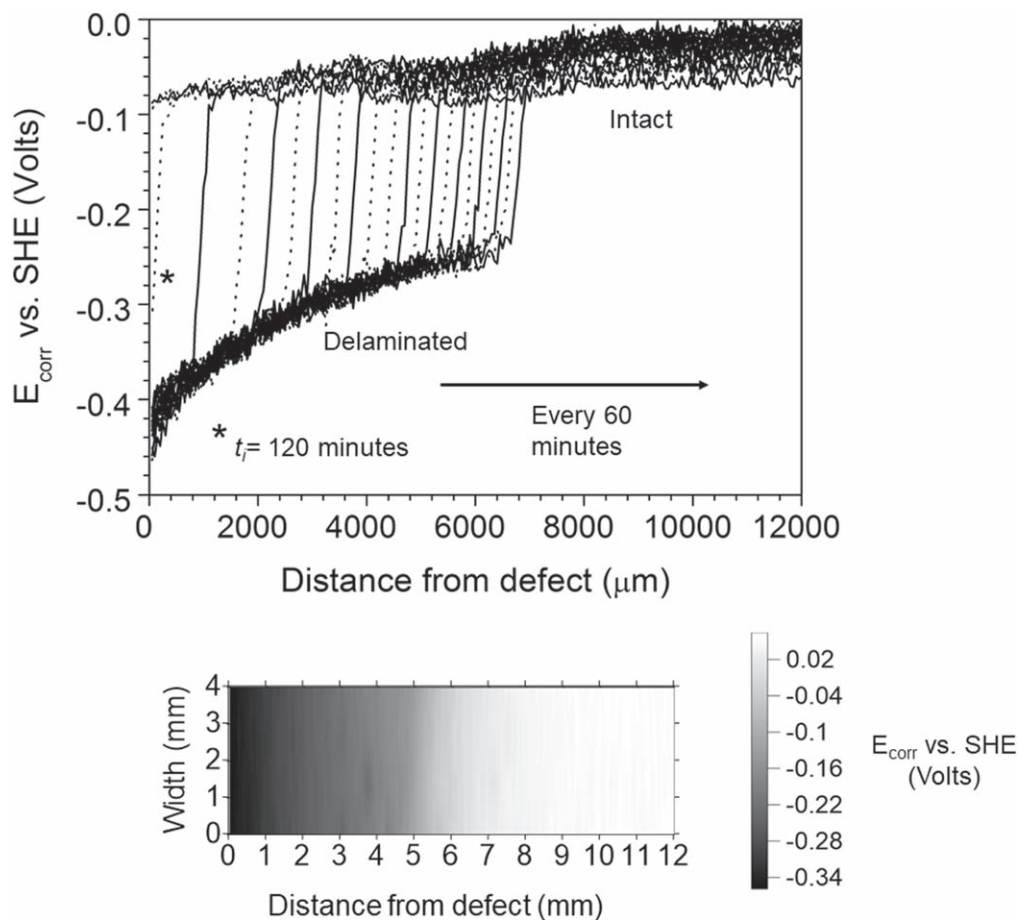 0.0
-0.1
-0.2
-0.3
-0.4
-0.5
E_corr vs. SHE (Volts)
Intact
*
Delaminated
* t_i= 120 minutes
Every 60
minutes
0 2000 4000 6000 8000 10000 12000
Distance from defect (μm)
4
3
2
1
0
Width (mm)
0 1 2 3 4 5 6 7 8 9 10 11 12
Distance from defect (mm)
0.02
-0.04
-0.1
-0.16
-0.22
-0.28
-0.34
E_corr vs. SHE
(Volts)